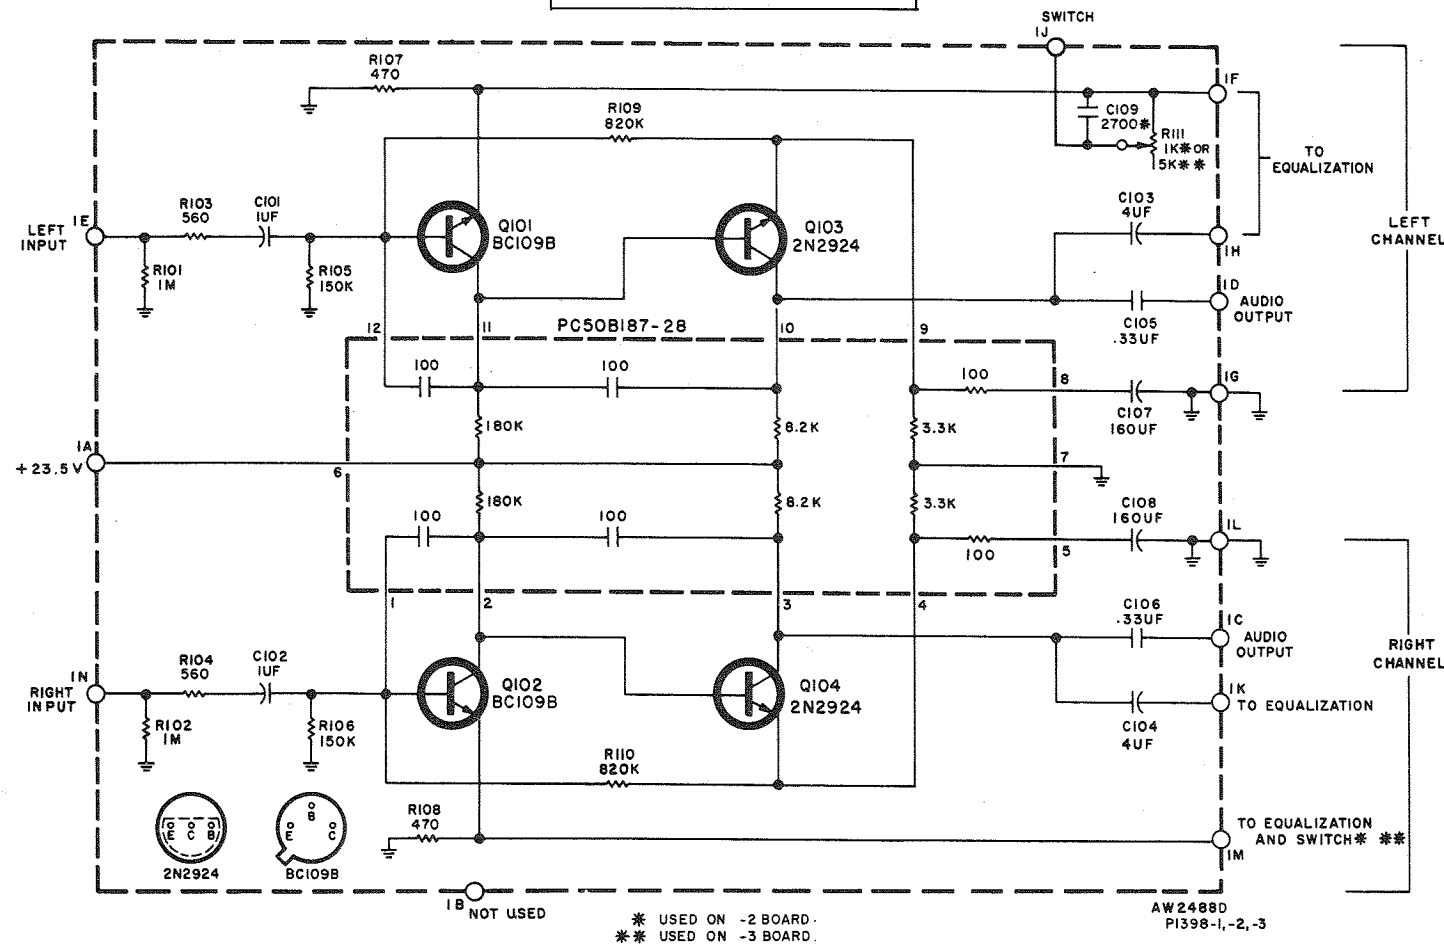 SWITCH
1J
R107
470
1F
R109
820K
C109
2700*
R111
1K* OR
5K**
TO
EQUALIZATION
R103
560
C101
1UF
1E
LEFT
INPUT
Q101
BC109B
Q103
2N2924
C103
4UF
1H
LEFT
CHANNEL
R101
1M
R105
150K
1D
AUDIO
OUTPUT
C105
.33UF
12
11
PC50B187-28
10
9
100
100
100
8
1G
C107
160UF
180K
8.2K
3.3K
1A
+23.5V
6
7
180K
8.2K
3.3K
100
100
C108
160UF
1L
100
5
1
2
3
4
C106
.33UF
1C
AUDIO
OUTPUT
RIGHT
CHANNEL
R104
560
C102
1UF
1N
RIGHT
INPUT
Q102
BC109B
Q104
2N2924
1K
TO EQUALIZATION
C104
4UF
R102
1M
R106
150K
R110
820K
R108
470
B
E C B
E C
2N2924
BC109B
TO EQUALIZATION
AND SWITCH* **
1M
1B
NOT USED
* USED ON -2 BOARD.
** USED ON -3 BOARD.
AW2488D
P1398-1,-2,-3